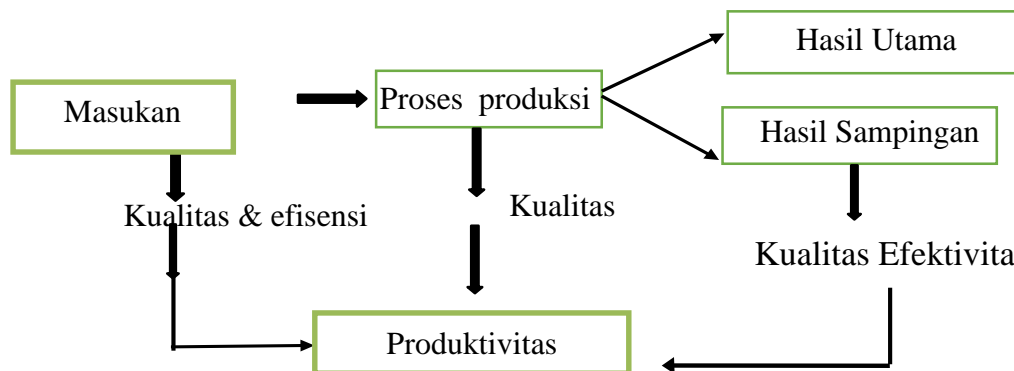 Hasil Utama
Masukan
Proses produksi
Hasil Sampingan
Kualitas & efisensi
Kualitas
Kualitas Efektivita
Produktivitas